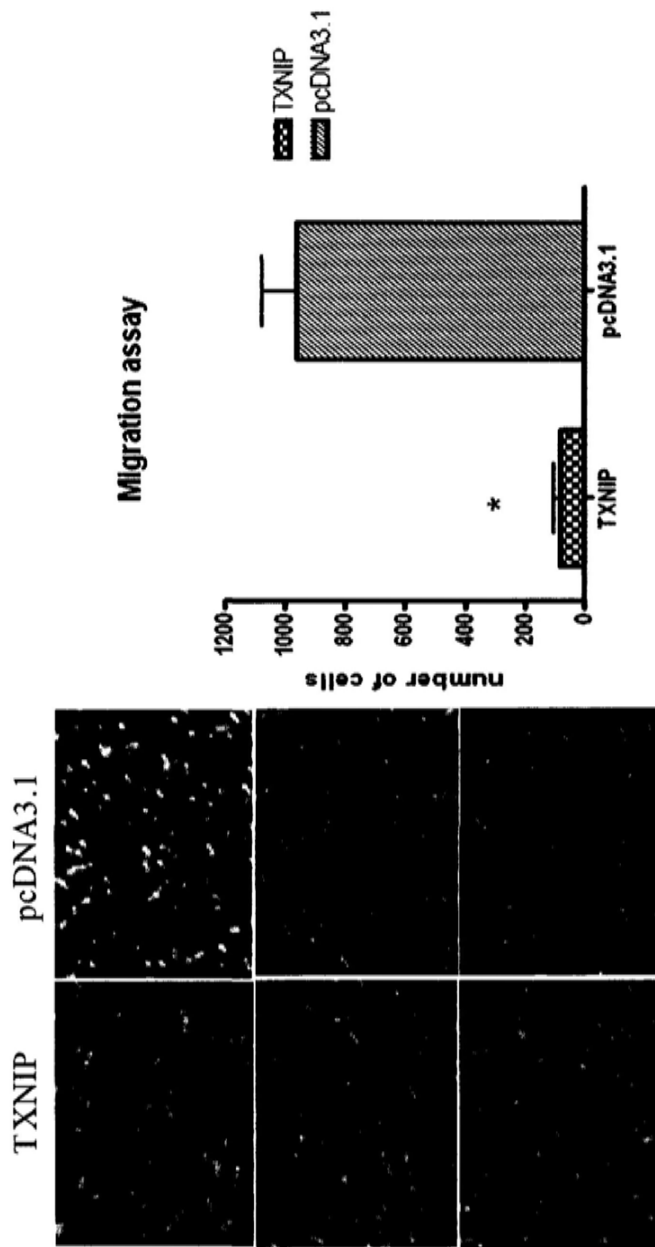 TXNIP
pcDNA3.1
Migration assay
number of cells
1200
1000
800
600
400
200
0
*
TXNIP
pcDNA3.1
TXNIP
pcDNA3.1